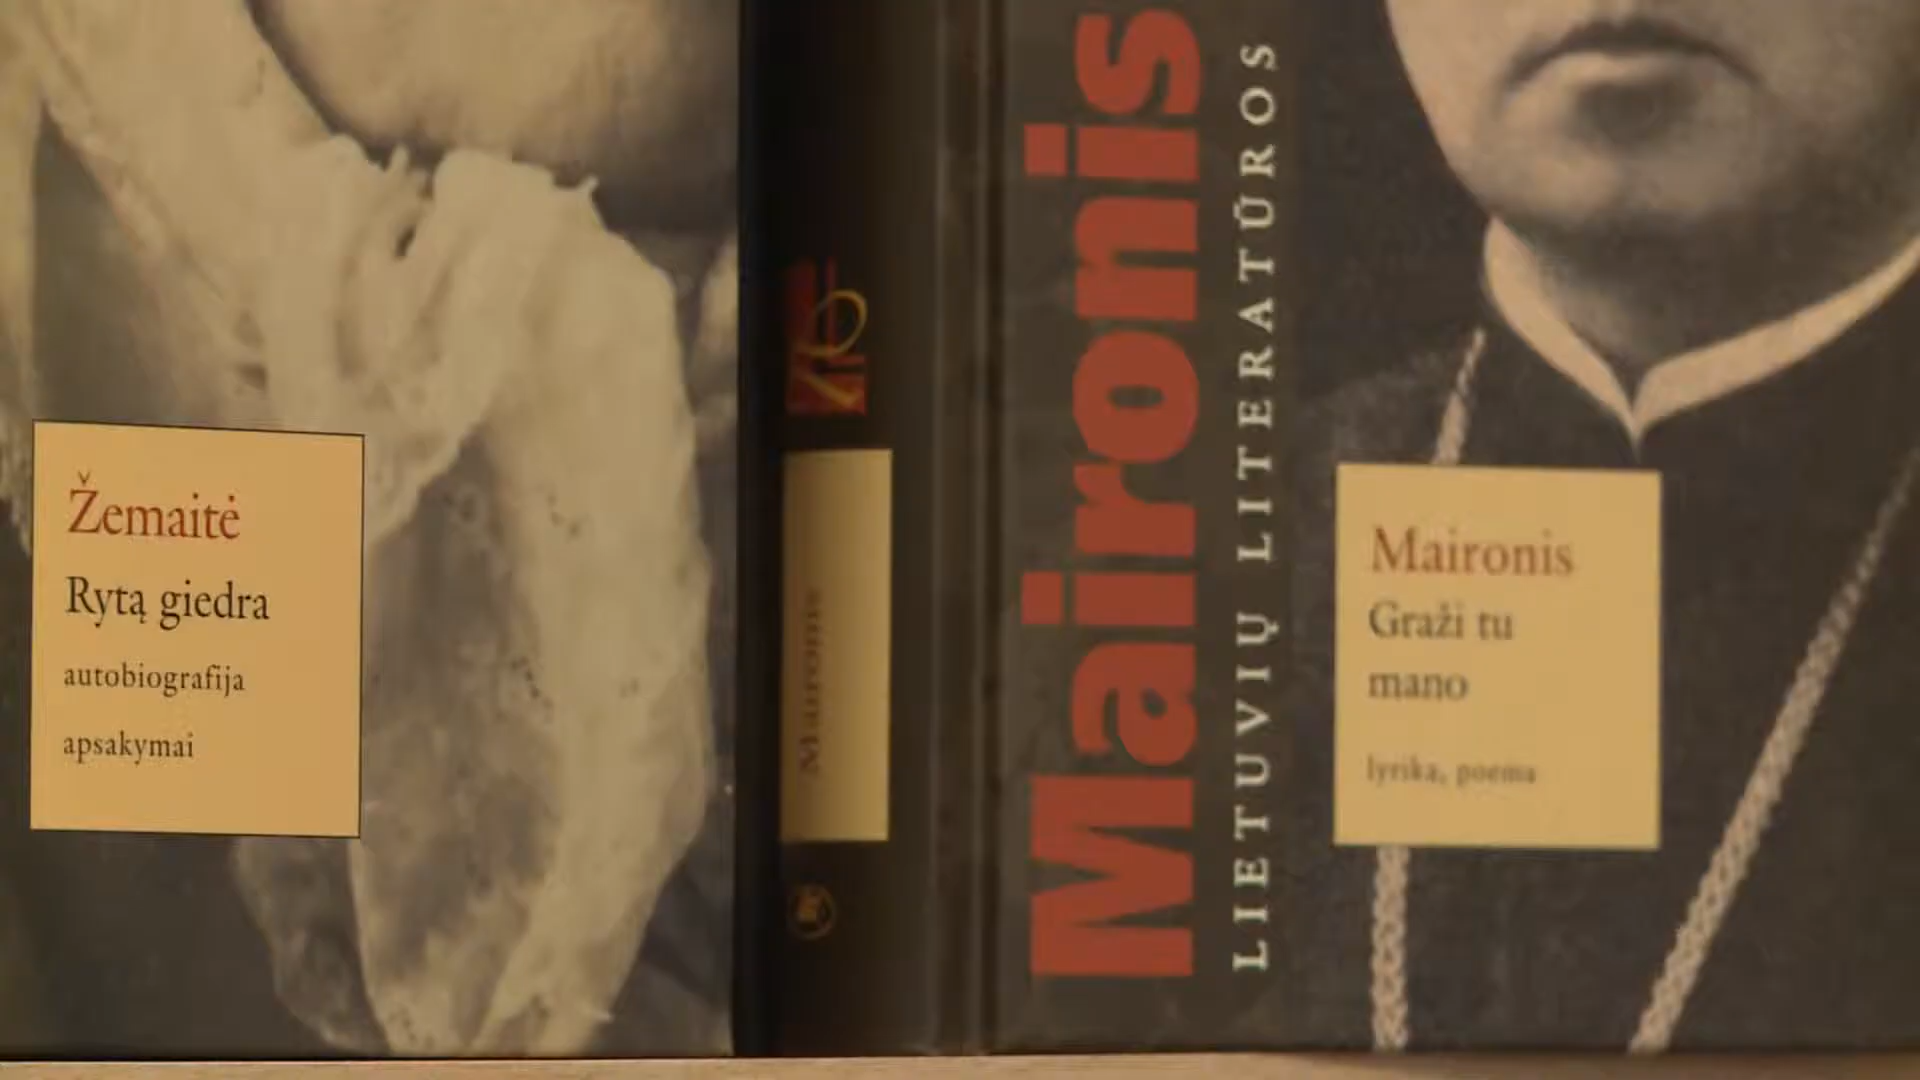 Žemaitė
Rytą giedra
autobiografija
apsakymai
Maironis
Maironis
LIETUVIŲ LITERATŪROS
Maironis
Graži tu
mano
lyrika, poema